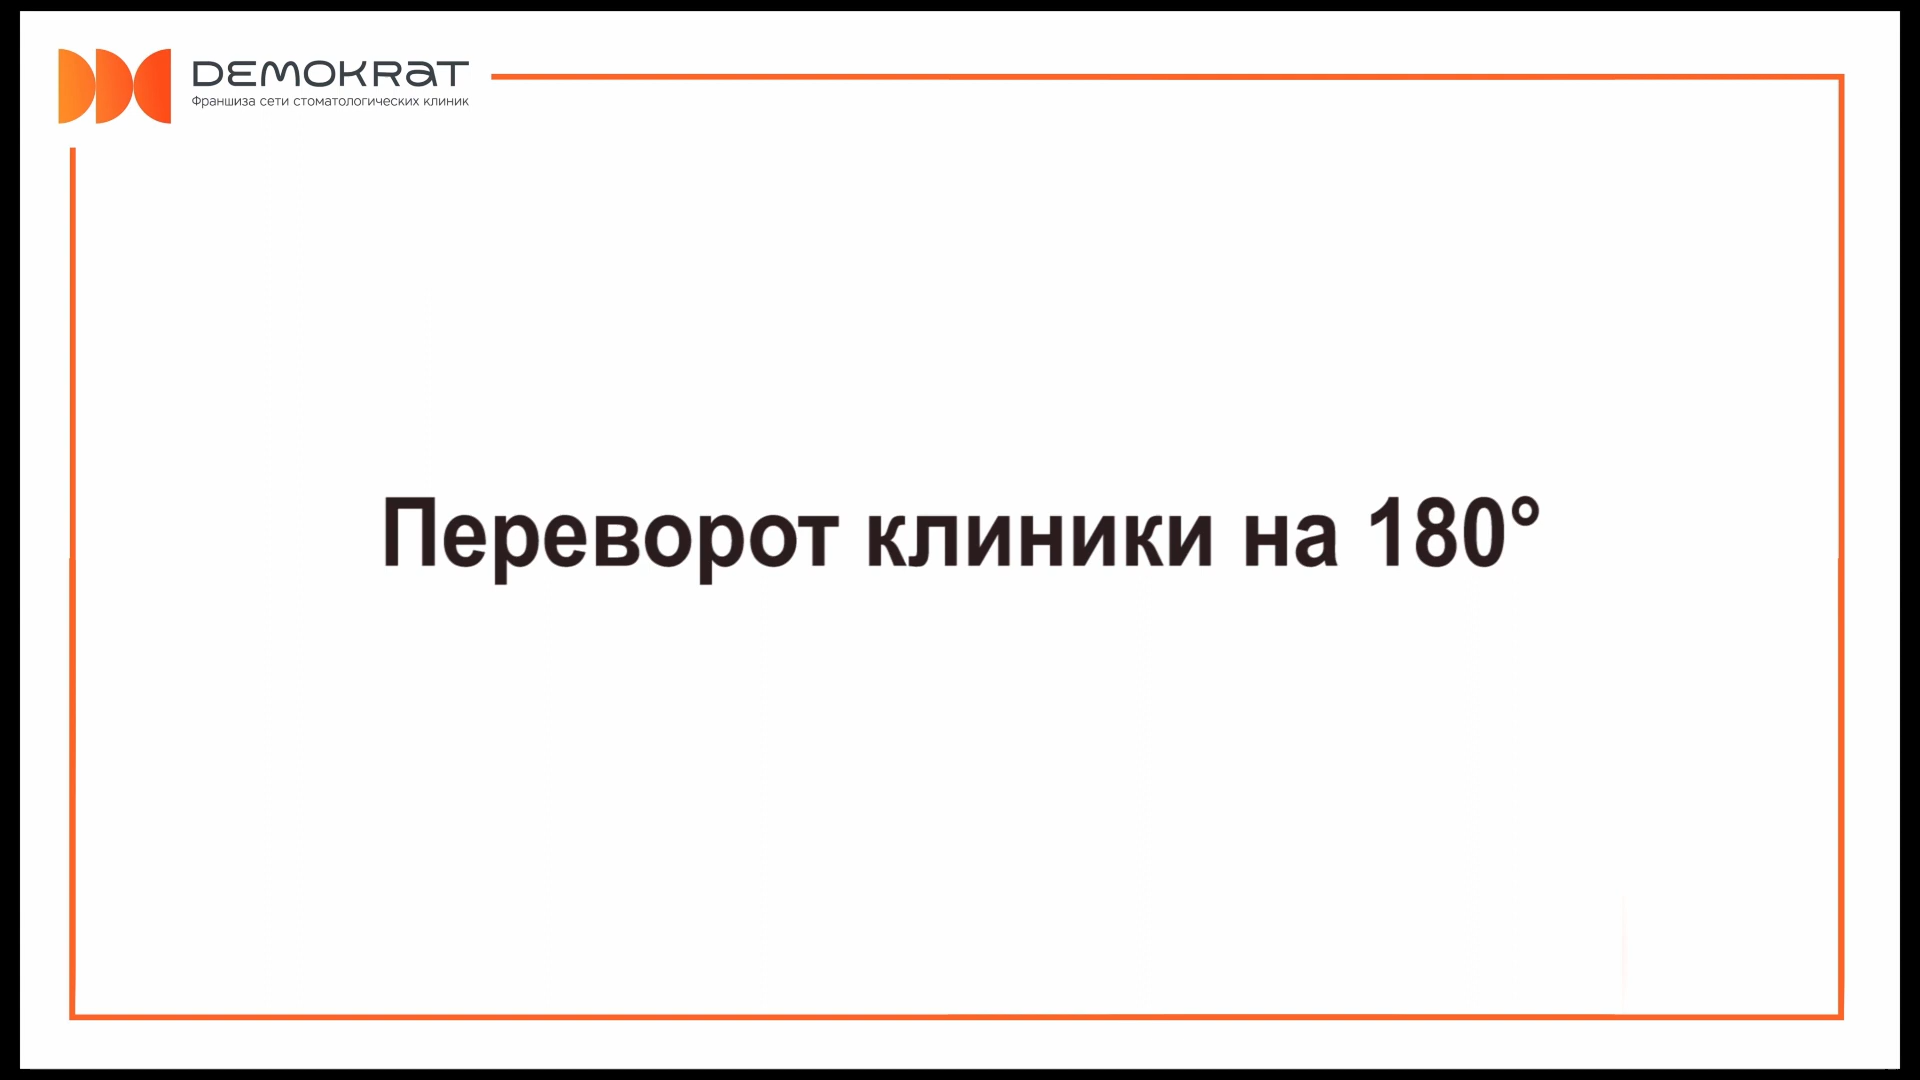 DEMOKRAT
Франшиза сети стоматологических клиник
Переворот клиники на 180°